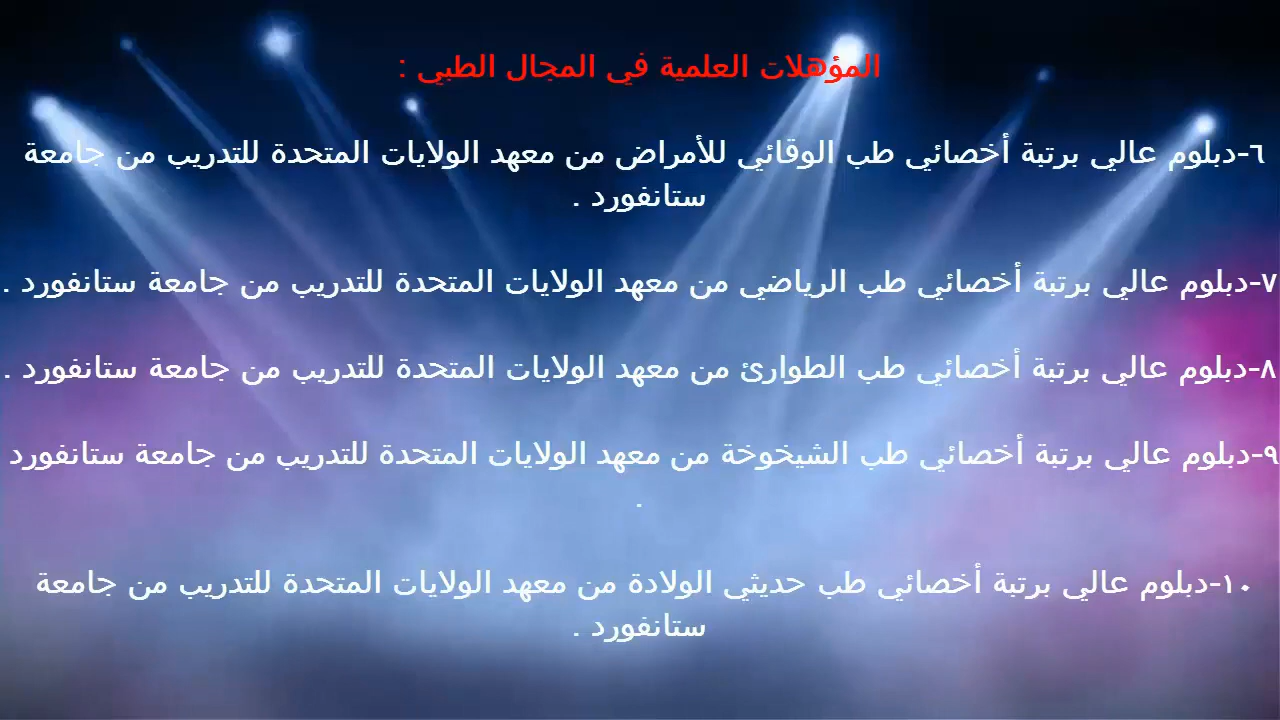 المؤهلات العلمية في المجال الطبي :
٦-دبلوم عالي برتبة أخصائي طب الوقائي للأمراض من معهد الولايات المتحدة للتدريب من جامعة
ستانفورد .
٧-دبلوم عالي برتبة أخصائي طب الرياضي من معهد الولايات المتحدة للتدريب من جامعة ستانفورد .
٨-دبلوم عالي برتبة أخصائي طب الطوارئ من معهد الولايات المتحدة للتدريب من جامعة ستانفورد .
٩-دبلوم عالي برتبة أخصائي طب الشيخوخة من معهد الولايات المتحدة للتدريب من جامعة ستانفورد
.
١٠-دبلوم عالي برتبة أخصائي طب حديثي الولادة من معهد الولايات المتحدة للتدريب من جامعة
ستانفورد .